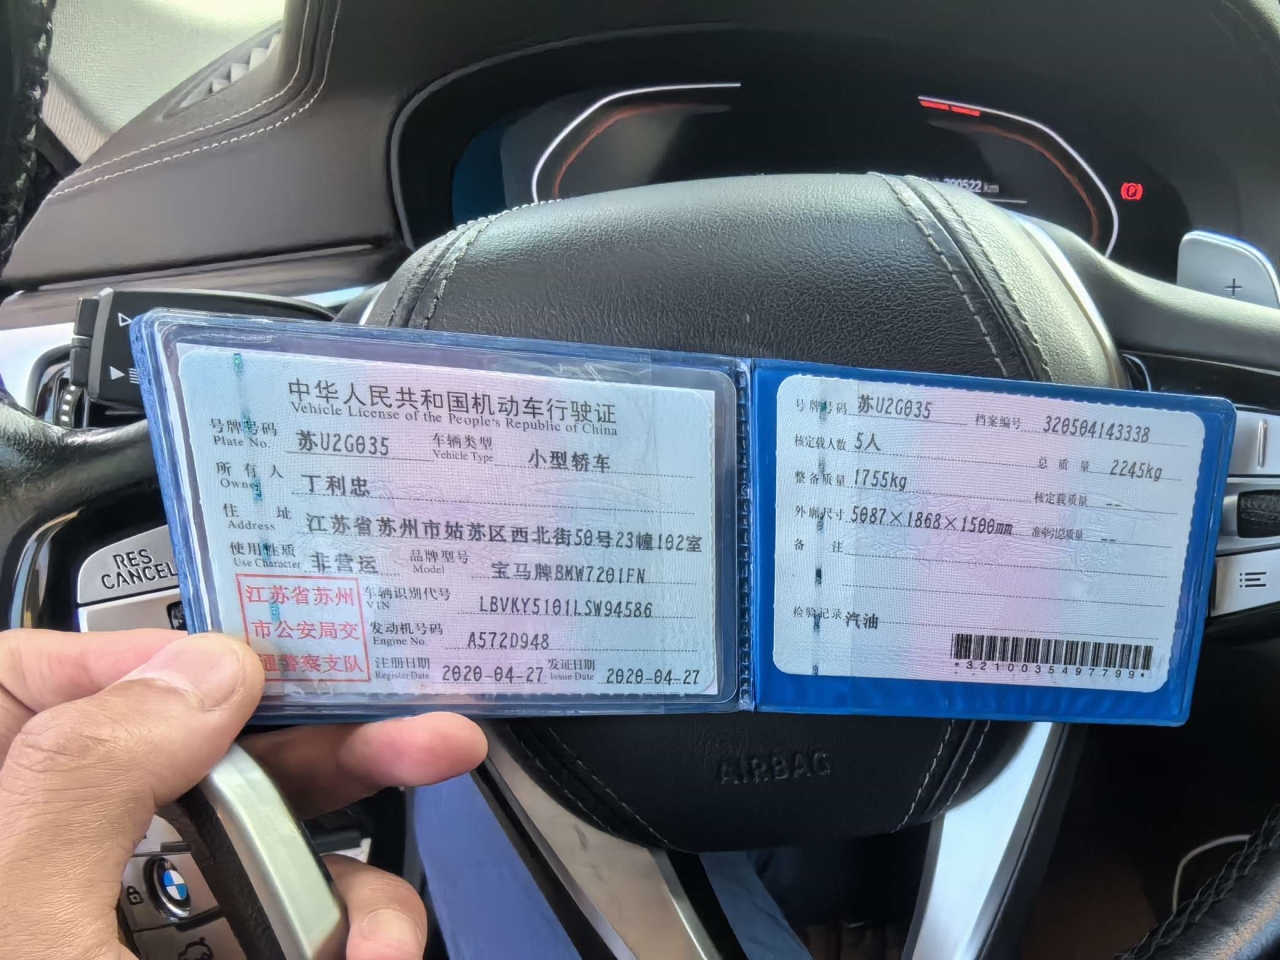 中华人民共和国机动车行驶证
Vehicle License of the People's Republic of China
号牌号码 苏U2G035 车辆类型 小型轿车
Plate No. Vehicle Type
所有人 丁利忠
Owner
住址 江苏省苏州市姑苏区西北街50号23幢102室
Address
使用性质 非营运 品牌型号 宝马牌BMW7201FN
Use Character Model
江苏省苏州
市公安局交
通警察支队
车辆识别代号 LBVKY5101LSW94586
VIN
发动机号码 A572D948
Engine No.
注册日期 2020-04-27 发证日期 2020-04-27
Register Date Issue Date
号牌号码 苏U2G035 档案编号 320504143338
核定载人数 5人 总质量 2245kg
整备质量 1755kg 核定载质量 --
外廓尺寸 5087×1868×1500mm 准牵引总质量 --
备注
检验记录 汽油
*3210035497799*
RES
CANCEL
AIRBAG
km
P
+